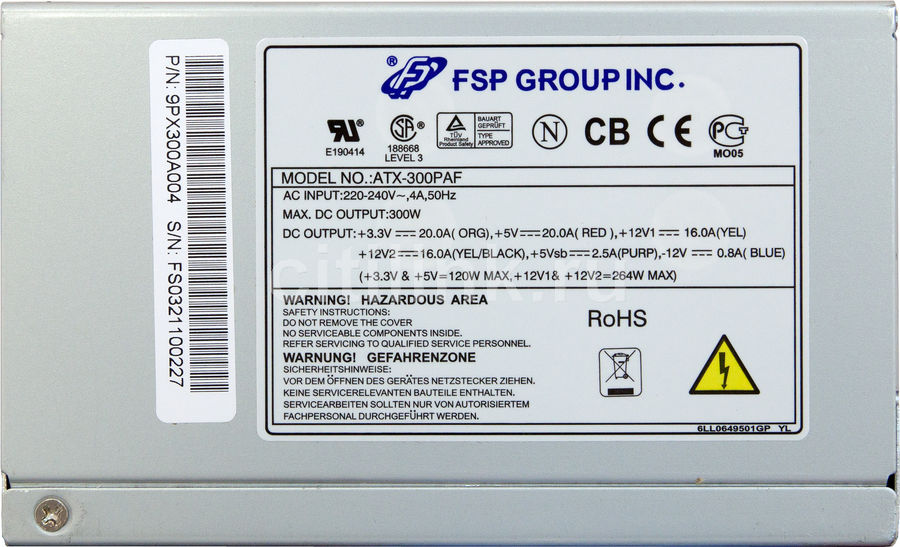 P/N: 9PX300A004 S/N: FS0321100227
® FSP GROUP INC.
UL ®
E190414
SA ®
188668
LEVEL 3
TÜV
Rheinland
Product Safety
BAUART
GEPRÜFT
TYPE
APPROVED
N
CB
CE
PG
MO05
MODEL NO.:ATX-300PAF
AC INPUT:220-240V~,4A,50Hz
MAX. DC OUTPUT:300W
DC OUTPUT:+3.3V ⎓ 20.0A( ORG),+5V ⎓ 20.0A( RED ),+12V1 ⎓ 16.0A(YEL)
+12V2 ⎓ 16.0A(YEL/BLACK),+5Vsb ⎓ 2.5A(PURP),-12V ⎓ 0.8A( BLUE)
(+3.3V & +5V=120W MAX,+12V1& +12V2=264W MAX)
citilink.ru
WARNING! HAZARDOUS AREA
SAFETY INSTRUCTIONS:
DO NOT REMOVE THE COVER
NO SERVICEABLE COMPONENTS INSIDE.
REFER SERVICING TO QUALIFIED SERVICE PERSONNEL.
WARNUNG! GEFAHRENZONE
SICHERHEITSHINWEISE:
VOR DEM ÖFFNEN DES GERÄTES NETZSTECKER ZIEHEN.
KEINE SERVICERELEVANTEN BAUTEILE ENTHALTEN.
SERVICEARBEITEN SOLLTEN NUR VON AUTORISIERTEM
FACHPERSONAL DURCHGEFÜHRT WERDEN.
RoHS
6LL0649501GP YL